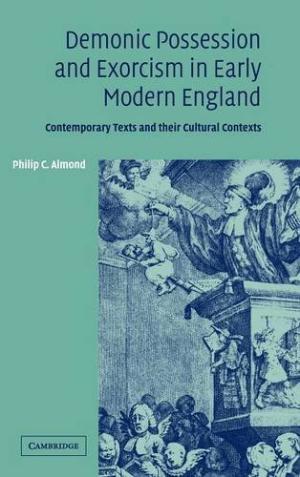 Demonic Possession
and Exorcism in Early
Modern England
Contemporary Texts and their Cultural Contexts
Philip C. Almond
CAMBRIDGE